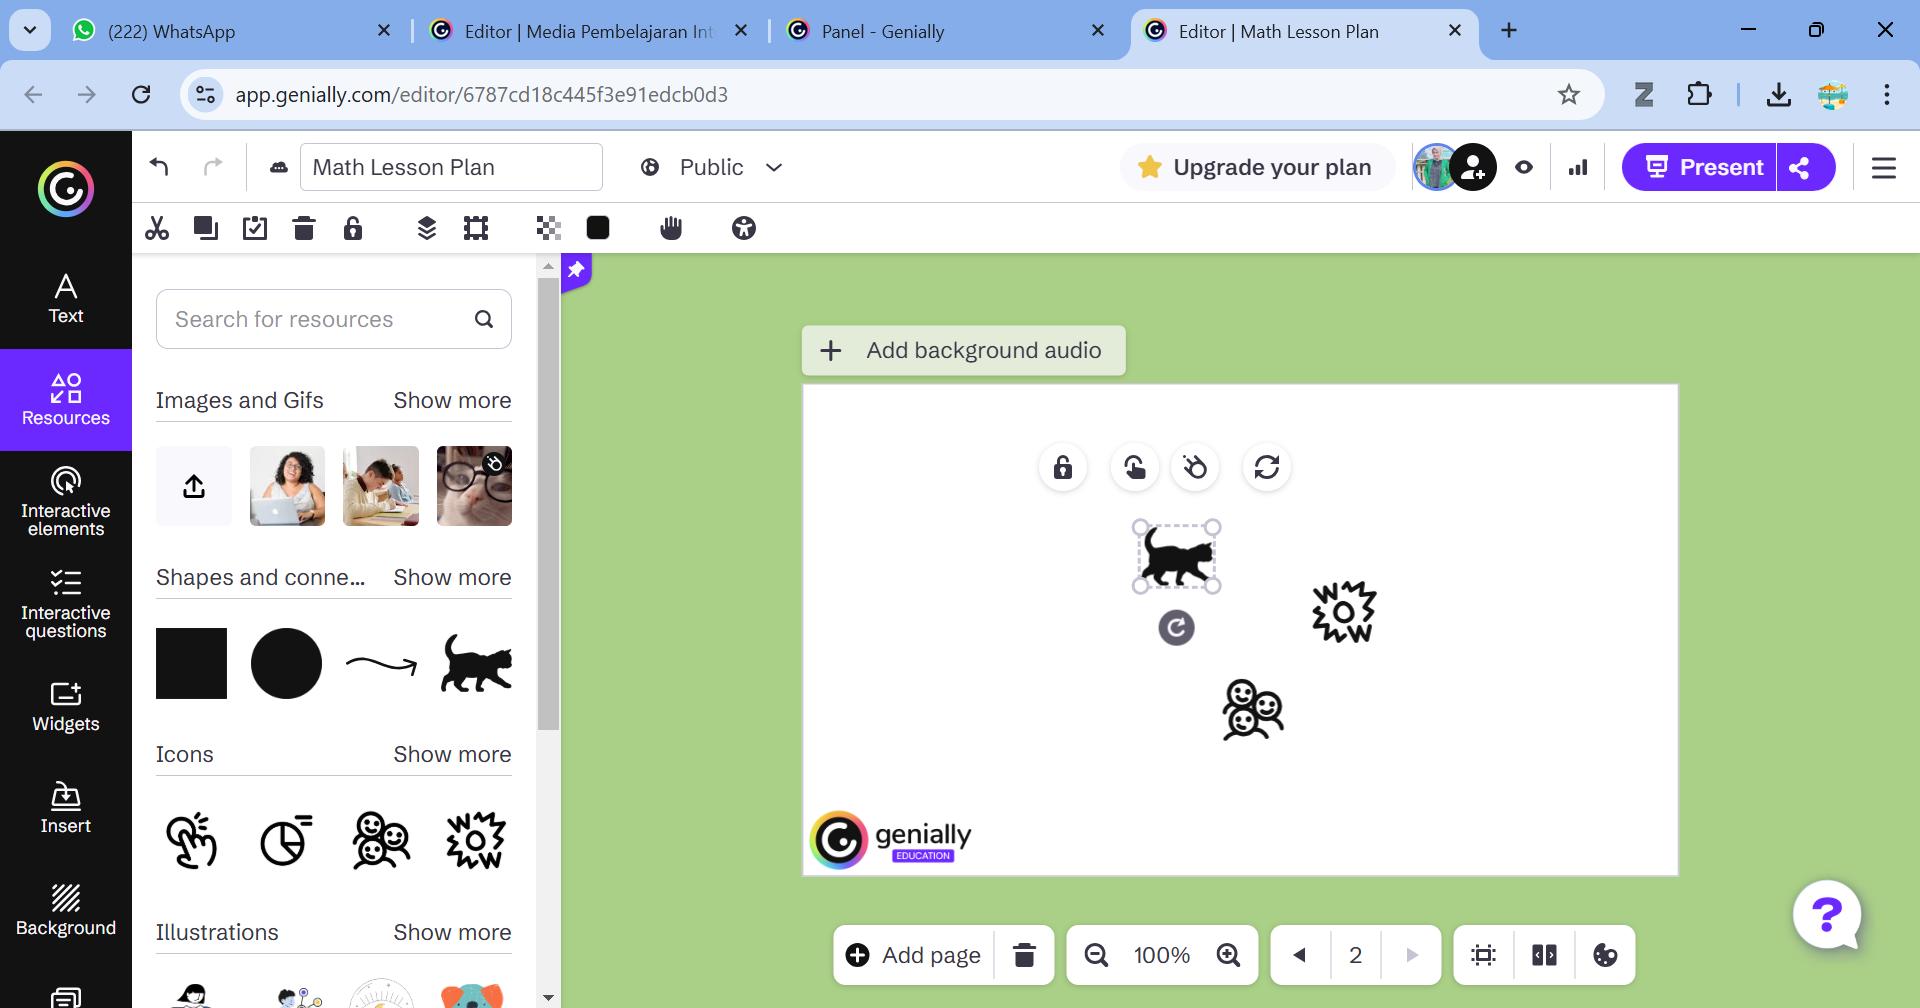 (222) WhatsApp
Editor | Media Pembelajaran Int
Panel - Genially
Editor | Math Lesson Plan
app.genially.com/editor/6787cd18c445f3e91edcb0d3
Math Lesson Plan
Public
Upgrade your plan
Present
Text
Resources
Interactive elements
Interactive questions
Widgets
Insert
Background
Search for resources
Images and Gifs
Show more
Shapes and conne...
Show more
Icons
Show more
WOW
Illustrations
Show more
Add background audio
WOW
genially
EDUCATION
Add page
100%
2
?